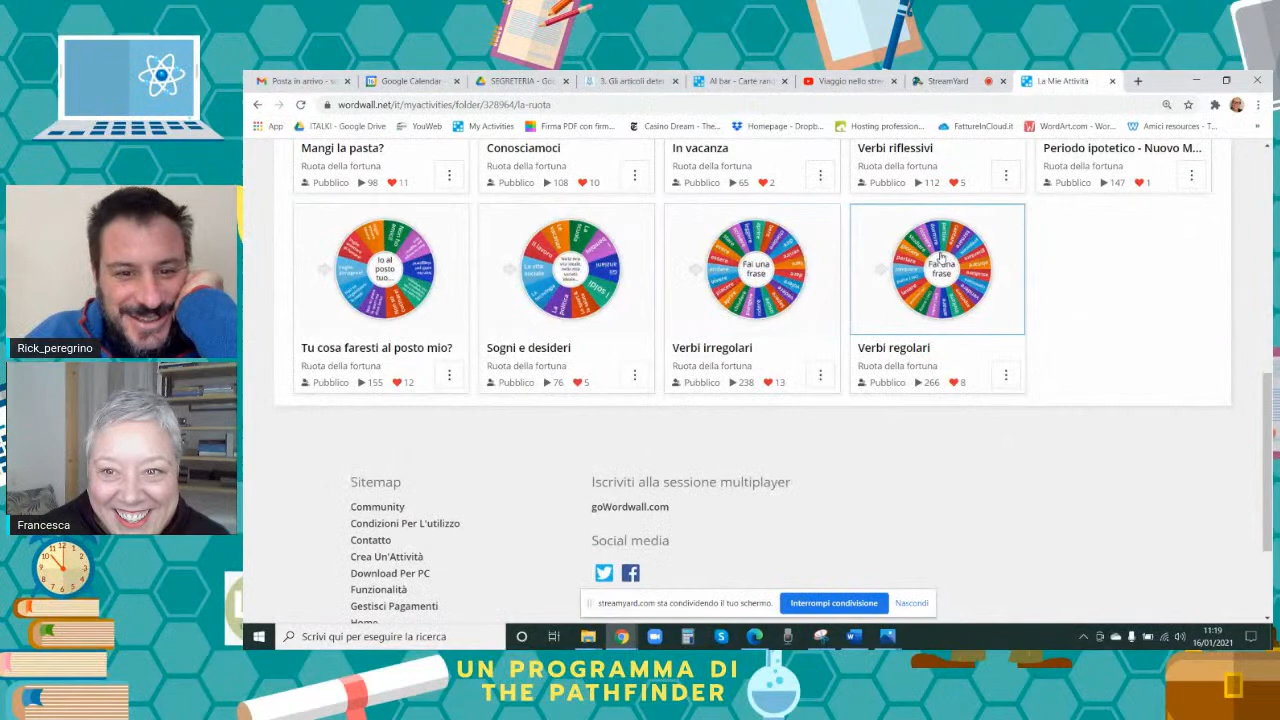 Posta in arrivo - s
Google Calendar -
SEGRETERIA - Go
3. Gli articoli dete
Al bar - Carte ran
Viaggio nello stre
StreamYard
La Mie Attività
wordwall.net/it/myactivities/folder/328964/la-ruota
App
ITALKI - Google Drive
YouWeb
My Activities
Firma PDF con firm...
Casino Dream - The...
Homepage - Dropb...
Hosting profession...
FattureInCloud.it
WordArt.com - Wor...
Amici resources - T...
Mangi la pasta?
Conosciamoci
In vacanza
Verbi riflessivi
Periodo ipotetico - Nuovo M...
Ruota della fortuna
Ruota della fortuna
Ruota della fortuna
Ruota della fortuna
Ruota della fortuna
Pubblico 98 11
Pubblico 108 10
Pubblico 65 2
Pubblico 112 5
Pubblico 147 1
Io al
posto
tuo...
Fai una
frase
Fai una
frase
Tu cosa faresti al posto mio?
Sogni e desideri
Verbi irregolari
Verbi regolari
Ruota della fortuna
Ruota della fortuna
Ruota della fortuna
Ruota della fortuna
Pubblico 155 12
Pubblico 76 5
Pubblico 238 13
Pubblico 266 8
Rick_peregrino
Francesca
Sitemap
Community
Condizioni Per L'utilizzo
Contatto
Crea Un'Attività
Download Per PC
Funzionalità
Gestisci Pagamenti
Home
Iscriviti alla sessione multiplayer
goWordwall.com
Social media
streamyard.com sta condividendo il tuo schermo.
Interrompi condivisione
Nascondi
Scrivi qui per eseguire la ricerca
11:19
16/01/2021
UN PROGRAMMA DI
THE PATHFINDER